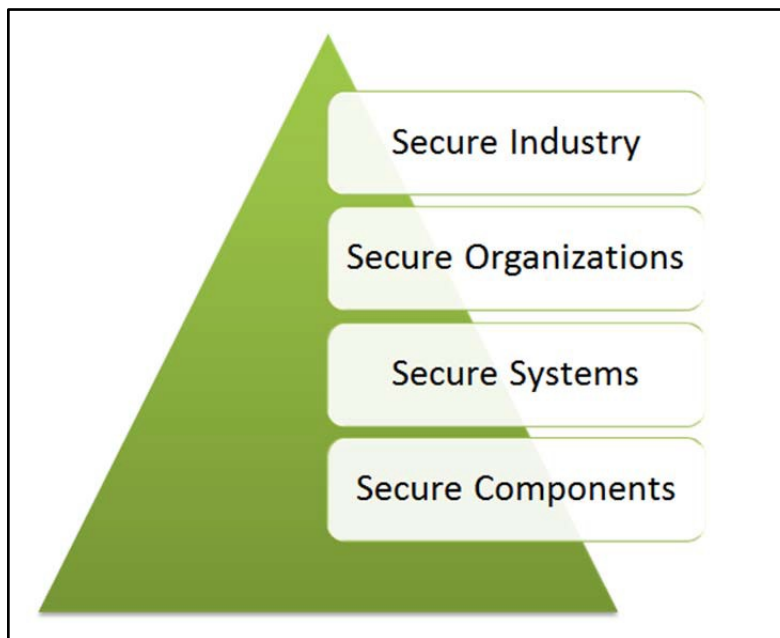 Secure Industry
Secure Organizations
Secure Systems
Secure Components